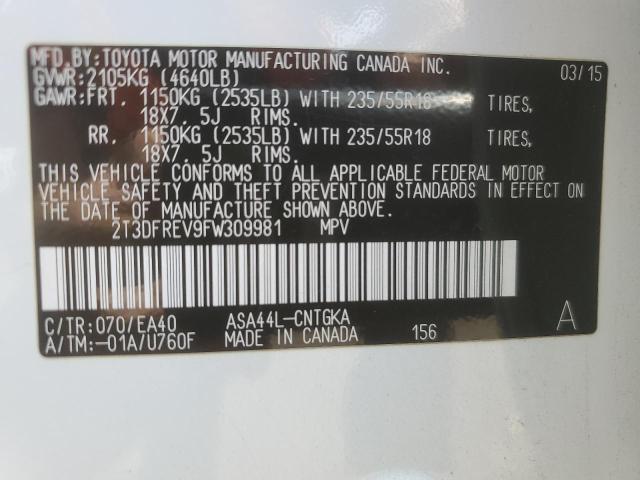 MFD.BY:TOYOTA MOTOR MANUFACTURING CANADA INC. 03/15
GVWR:2105KG (4640LB)
GAWR:FRT. 1150KG (2535LB) WITH 235/55R18 TIRES,
18X7.5J RIMS.
RR. 1150KG (2535LB) WITH 235/55R18 TIRES,
18X7.5J RIMS.
THIS VEHICLE CONFORMS TO ALL APPLICABLE FEDERAL MOTOR
VEHICLE SAFETY AND THEFT PREVENTION STANDARDS IN EFFECT ON
THE DATE OF MANUFACTURE SHOWN ABOVE.
2T3DFREV9FW309981 MPV
C/TR:070/EA40 ASA44L-CNTGKA
A/TM:-01A/U760F MADE IN CANADA 156 A